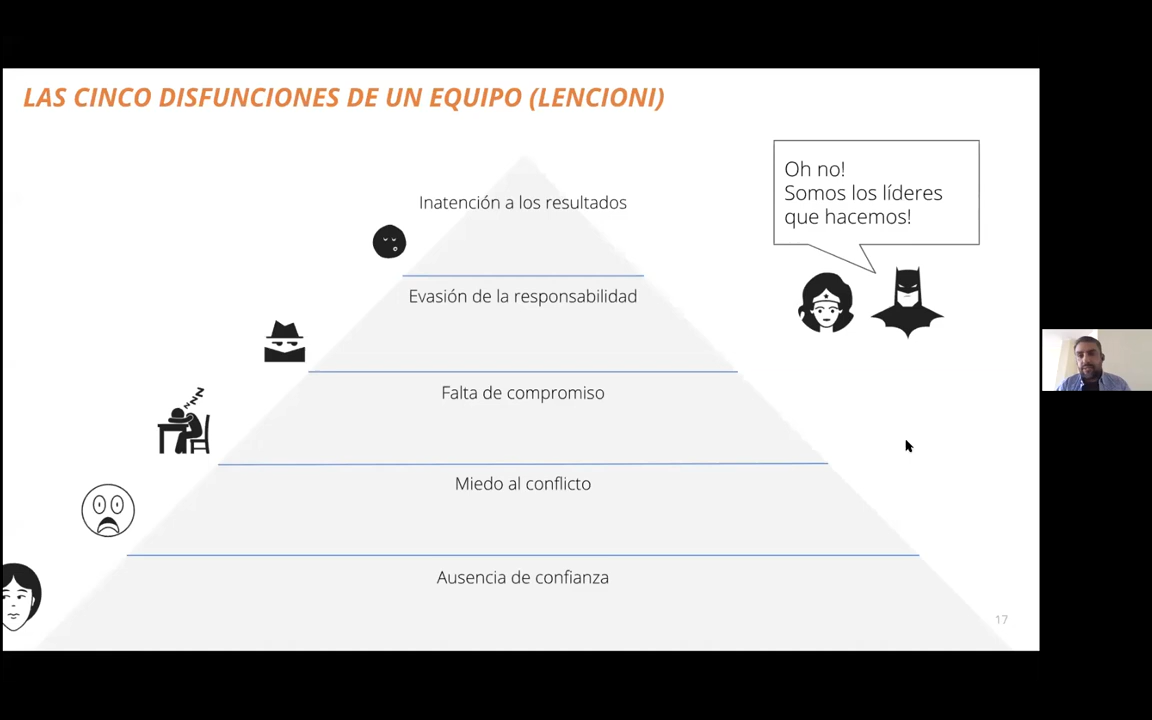 LAS CINCO DISFUNCIONES DE UN EQUIPO (LENCIONI)
Oh no!
Somos los líderes
que hacemos!
Inatención a los resultados
Evasión de la responsabilidad
Falta de compromiso
zzZ
Miedo al conflicto
Ausencia de confianza
17